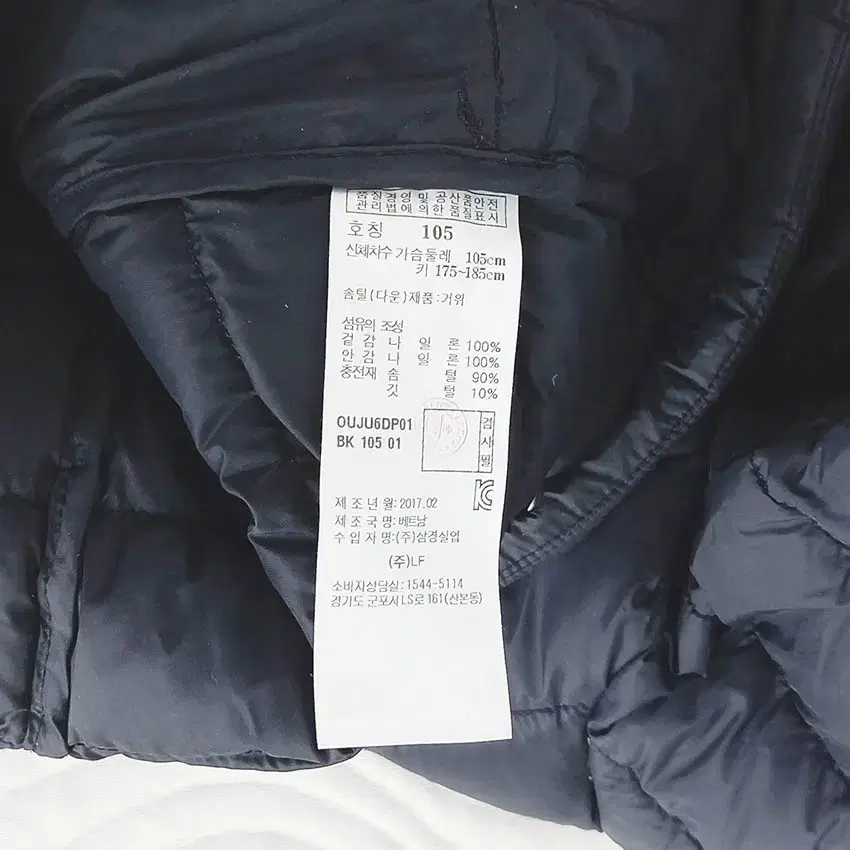 품질경영 및 공산품안전
관리법에 의한 품질표시
호칭 105
신체치수 가슴둘레 105cm
키 175~185cm
솜털(다운)제품:거위
섬유의 조성
겉감 나일론 100%
안감 나일론 100%
충전재 솜털 90%
깃털 10%
OUJU6DP01
BK 105 01
검사필
제조년월:2017.02
제조국명:베트남
수입자명:(주)삼경실업
(주)LF
소비자상담실:1544-5114
경기도 군포시 LS로 161(산본동)